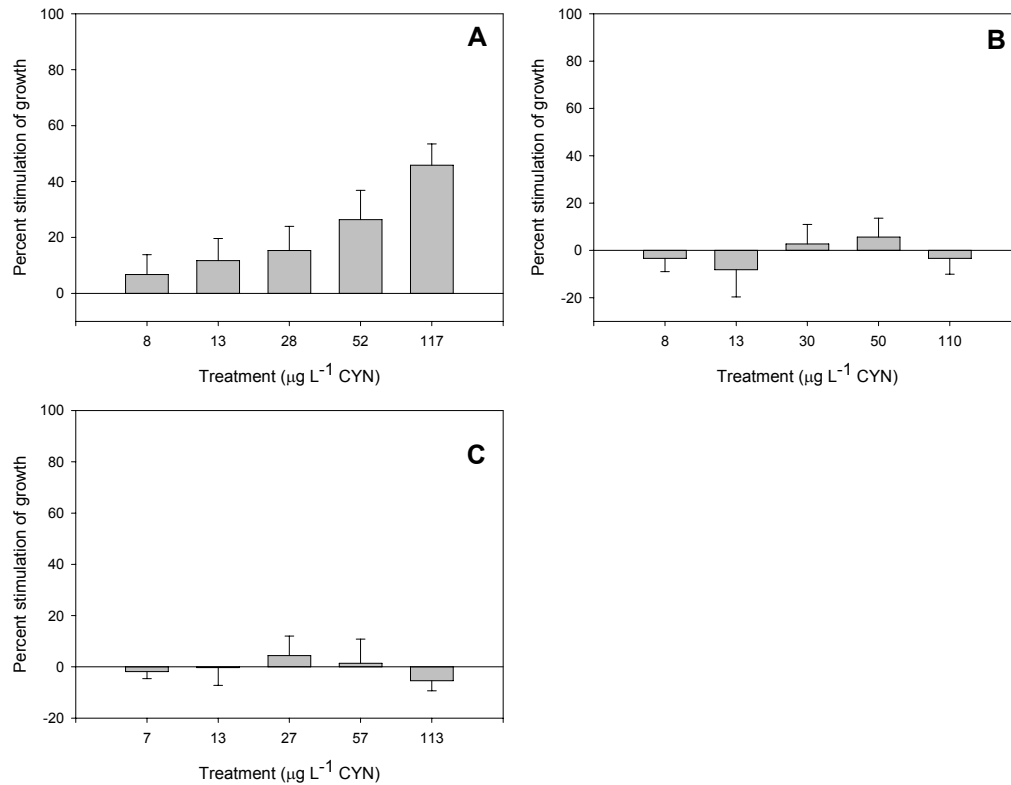 A
Percent stimulation of growth
100
80
60
40
20
0
8 13 28 52 117
Treatment (μg L-1 CYN)
B
Percent stimulation of growth
100
80
60
40
20
0
-20
8 13 30 50 110
Treatment (μg L-1 CYN)
C
Percent stimulation of growth
100
80
60
40
20
0
-20
7 13 27 57 113
Treatment (μg L-1 CYN)